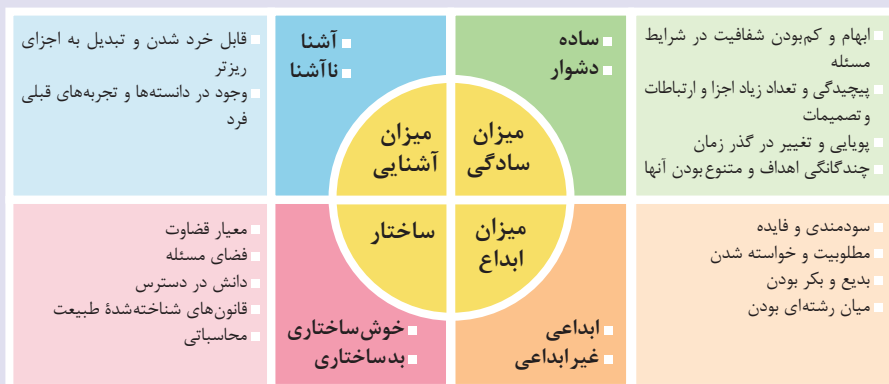 ابهام و کم‌بودن شفافیت در شرایط
مسئله
پیچیدگی و تعداد زیاد اجزا و ارتباطات
و تصمیمات
پویایی و تغییر در گذر زمان
چندگانگی اهداف و متنوع‌بودن آنها
ساده
دشوار
میزان
سادگی
آشنا
ناآشنا
میزان
آشنایی
قابل خرد شدن و تبدیل به اجزای
ریزتر
وجود در دانسته‌ها و تجربه‌های قبلی
فرد
سودمندی و فایده
مطلوبیت و خواسته شدن
بدیع و بکر بودن
میان رشته‌ای بودن
میزان
ابداع
ابداعی
غیرابداعی
ساختار
خوش‌ساختاری
بدساختاری
معیار قضاوت
فضای مسئله
دانش در دسترس
قانون‌های شناخته‌شدهٔ طبیعت
محاسباتی